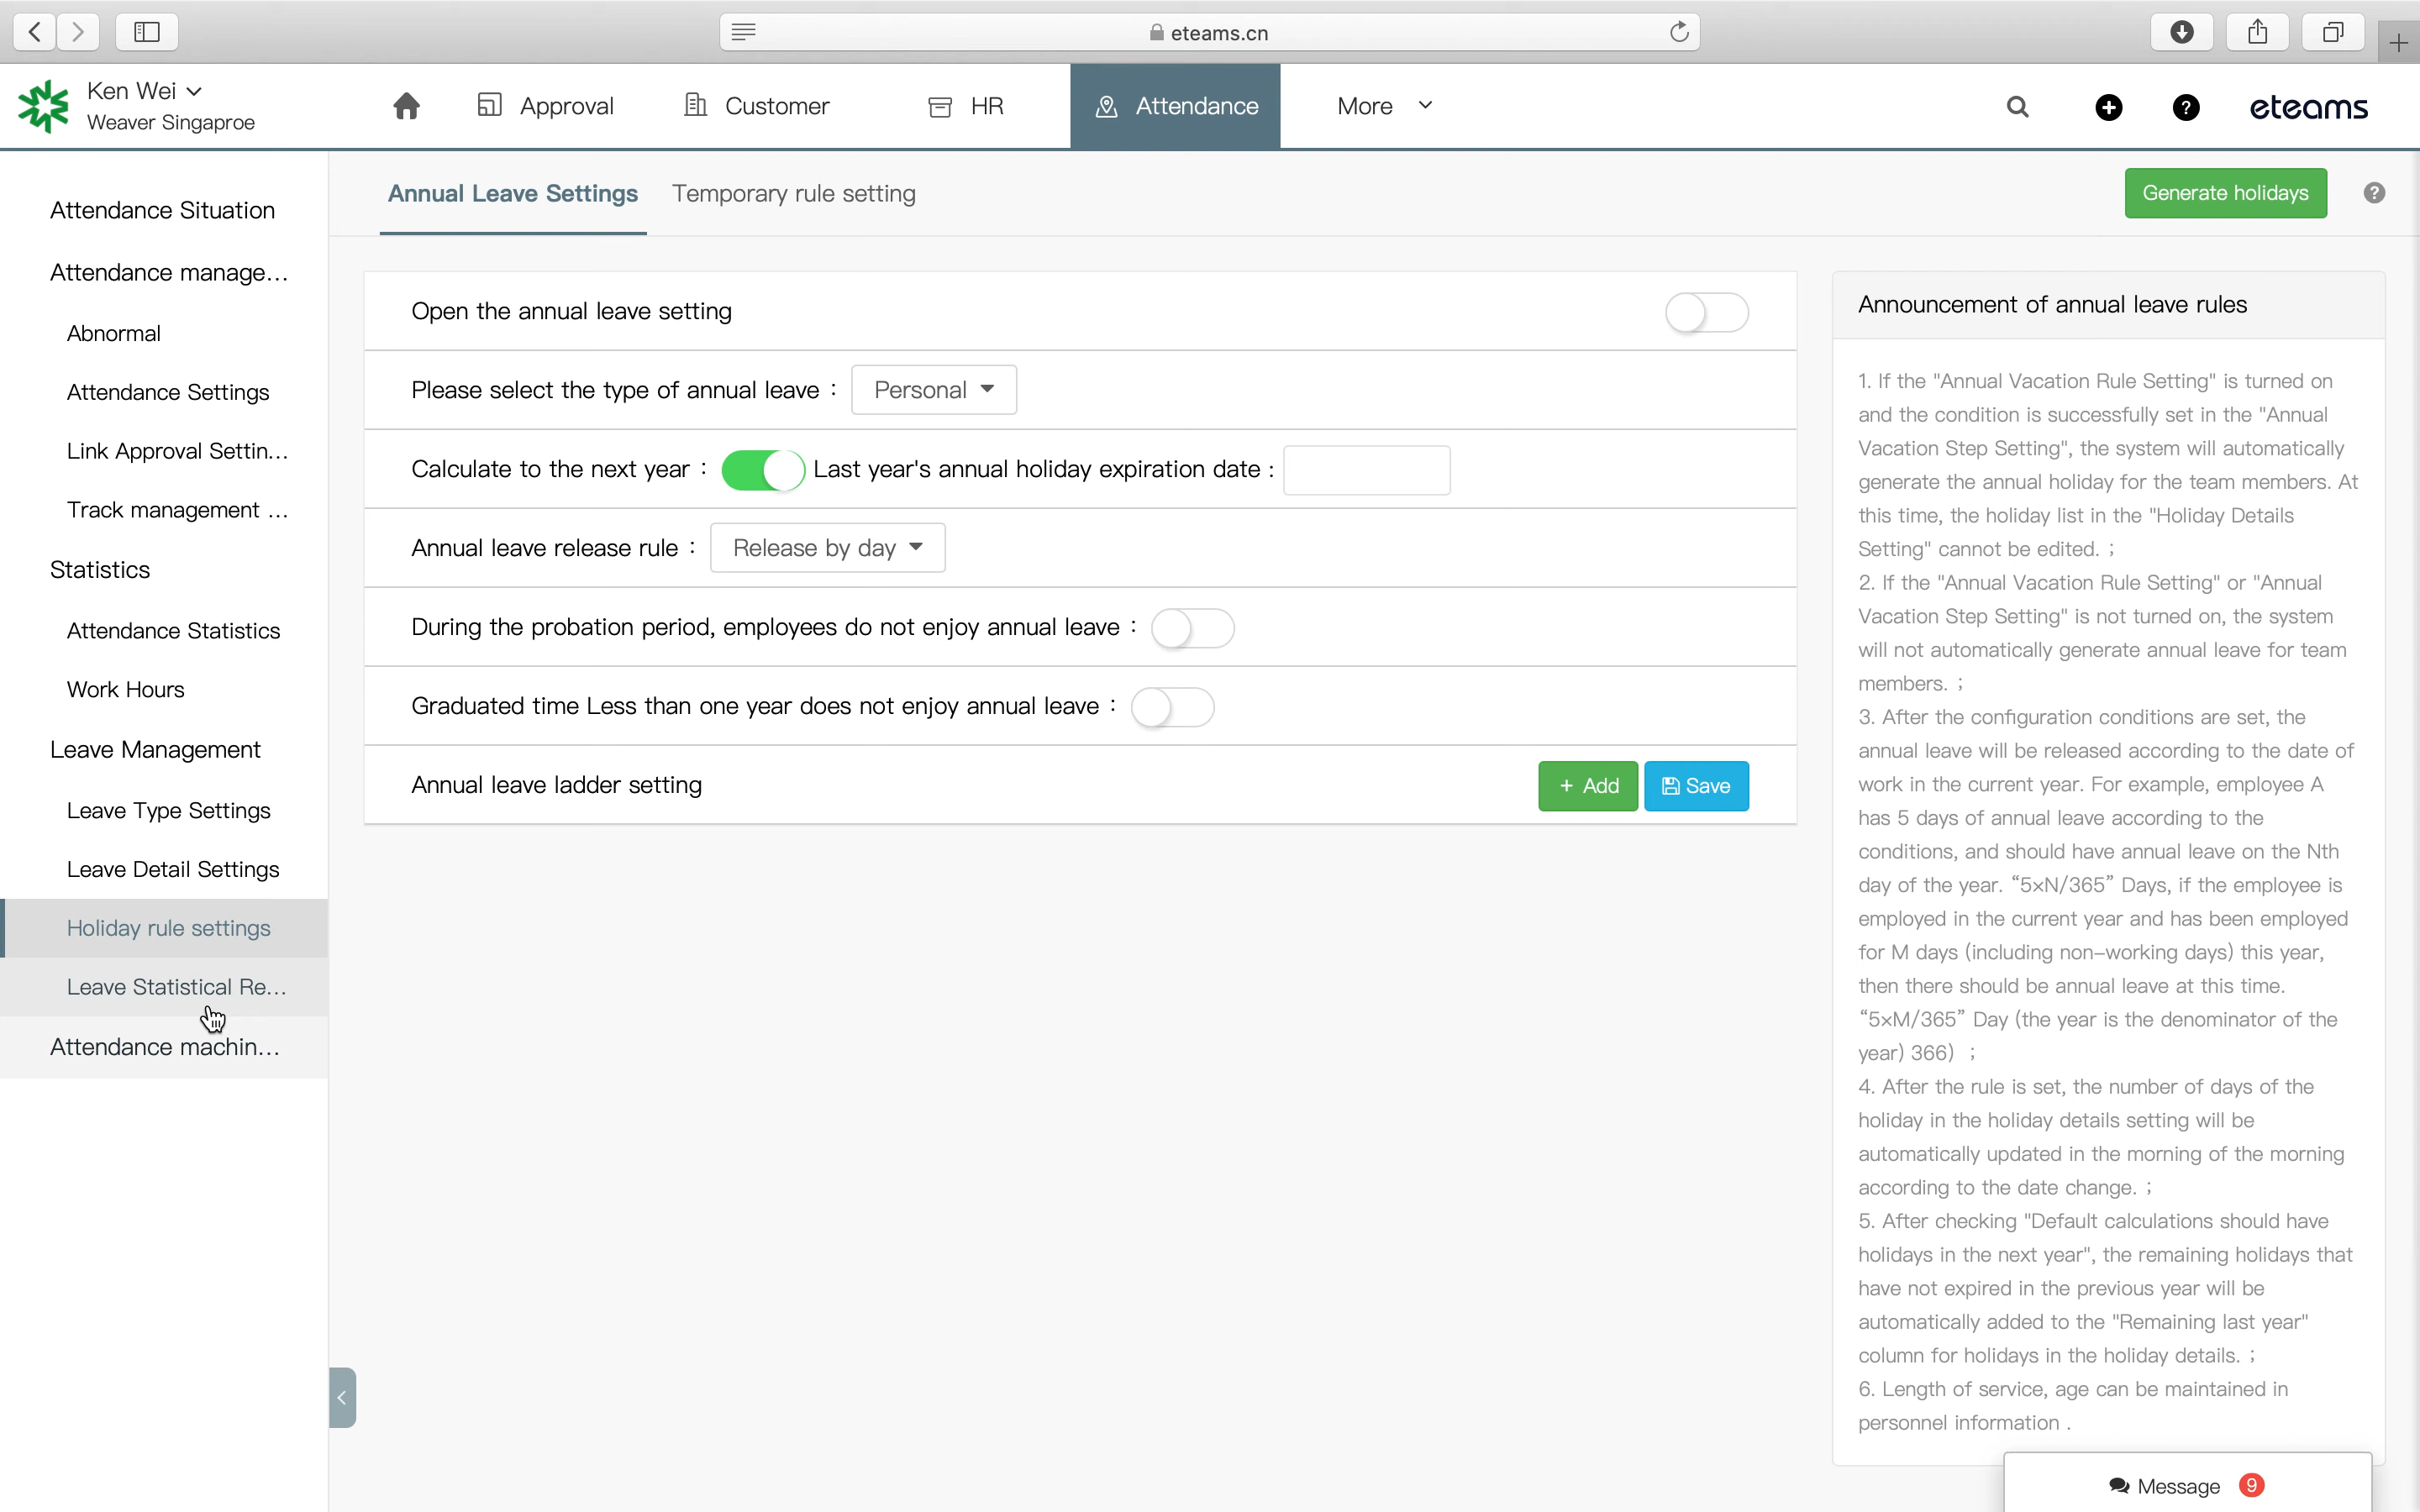 eteams.cn
Ken Wei
Weaver Singaproe
Approval
Customer
HR
Attendance
More
eteams
Attendance Situation
Attendance manage...
Abnormal
Attendance Settings
Link Approval Settin...
Track management ...
Statistics
Attendance Statistics
Work Hours
Leave Management
Leave Type Settings
Leave Detail Settings
Holiday rule settings
Leave Statistical Re...
Attendance machin...
Annual Leave Settings
Temporary rule setting
Generate holidays
Open the annual leave setting
Please select the type of annual leave : Personal
Calculate to the next year : Last year's annual holiday expiration date :
Annual leave release rule : Release by day
During the probation period, employees do not enjoy annual leave :
Graduated time Less than one year does not enjoy annual leave :
Annual leave ladder setting
+ Add
Save
Announcement of annual leave rules
1. If the "Annual Vacation Rule Setting" is turned on
and the condition is successfully set in the "Annual
Vacation Step Setting", the system will automatically
generate the annual holiday for the team members. At
this time, the holiday list in the "Holiday Details
Setting" cannot be edited. ;
2. If the "Annual Vacation Rule Setting" or "Annual
Vacation Step Setting" is not turned on, the system
will not automatically generate annual leave for team
members. ;
3. After the configuration conditions are set, the
annual leave will be released according to the date of
work in the current year. For example, employee A
has 5 days of annual leave according to the
conditions, and should have annual leave on the Nth
day of the year. “5×N/365” Days, if the employee is
employed in the current year and has been employed
for M days (including non-working days) this year,
then there should be annual leave at this time.
“5×M/365” Day (the year is the denominator of the
year) 366) ;
4. After the rule is set, the number of days of the
holiday in the holiday details setting will be
automatically updated in the morning of the morning
according to the date change. ;
5. After checking "Default calculations should have
holidays in the next year", the remaining holidays that
have not expired in the previous year will be
automatically added to the "Remaining last year"
column for holidays in the holiday details. ;
6. Length of service, age can be maintained in
personnel information .
Message 9